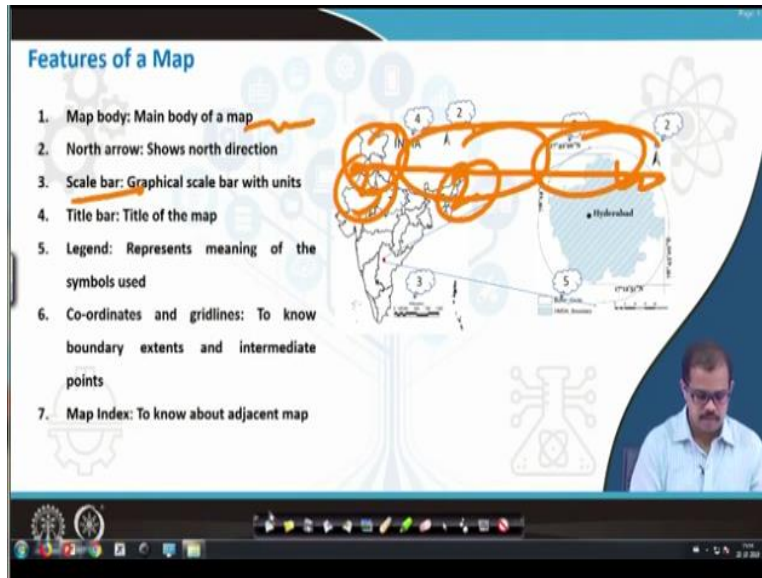 Features of a Map
1. Map body: Main body of a map
2. North arrow: Shows north direction
3. Scale bar: Graphical scale bar with units
4. Title bar: Title of the map
5. Legend: Represents meaning of the
symbols used
6. Co-ordinates and gridlines: To know
boundary extents and intermediate
points
7. Map Index: To know about adjacent map
4
2
2
Hyderabad
3
5